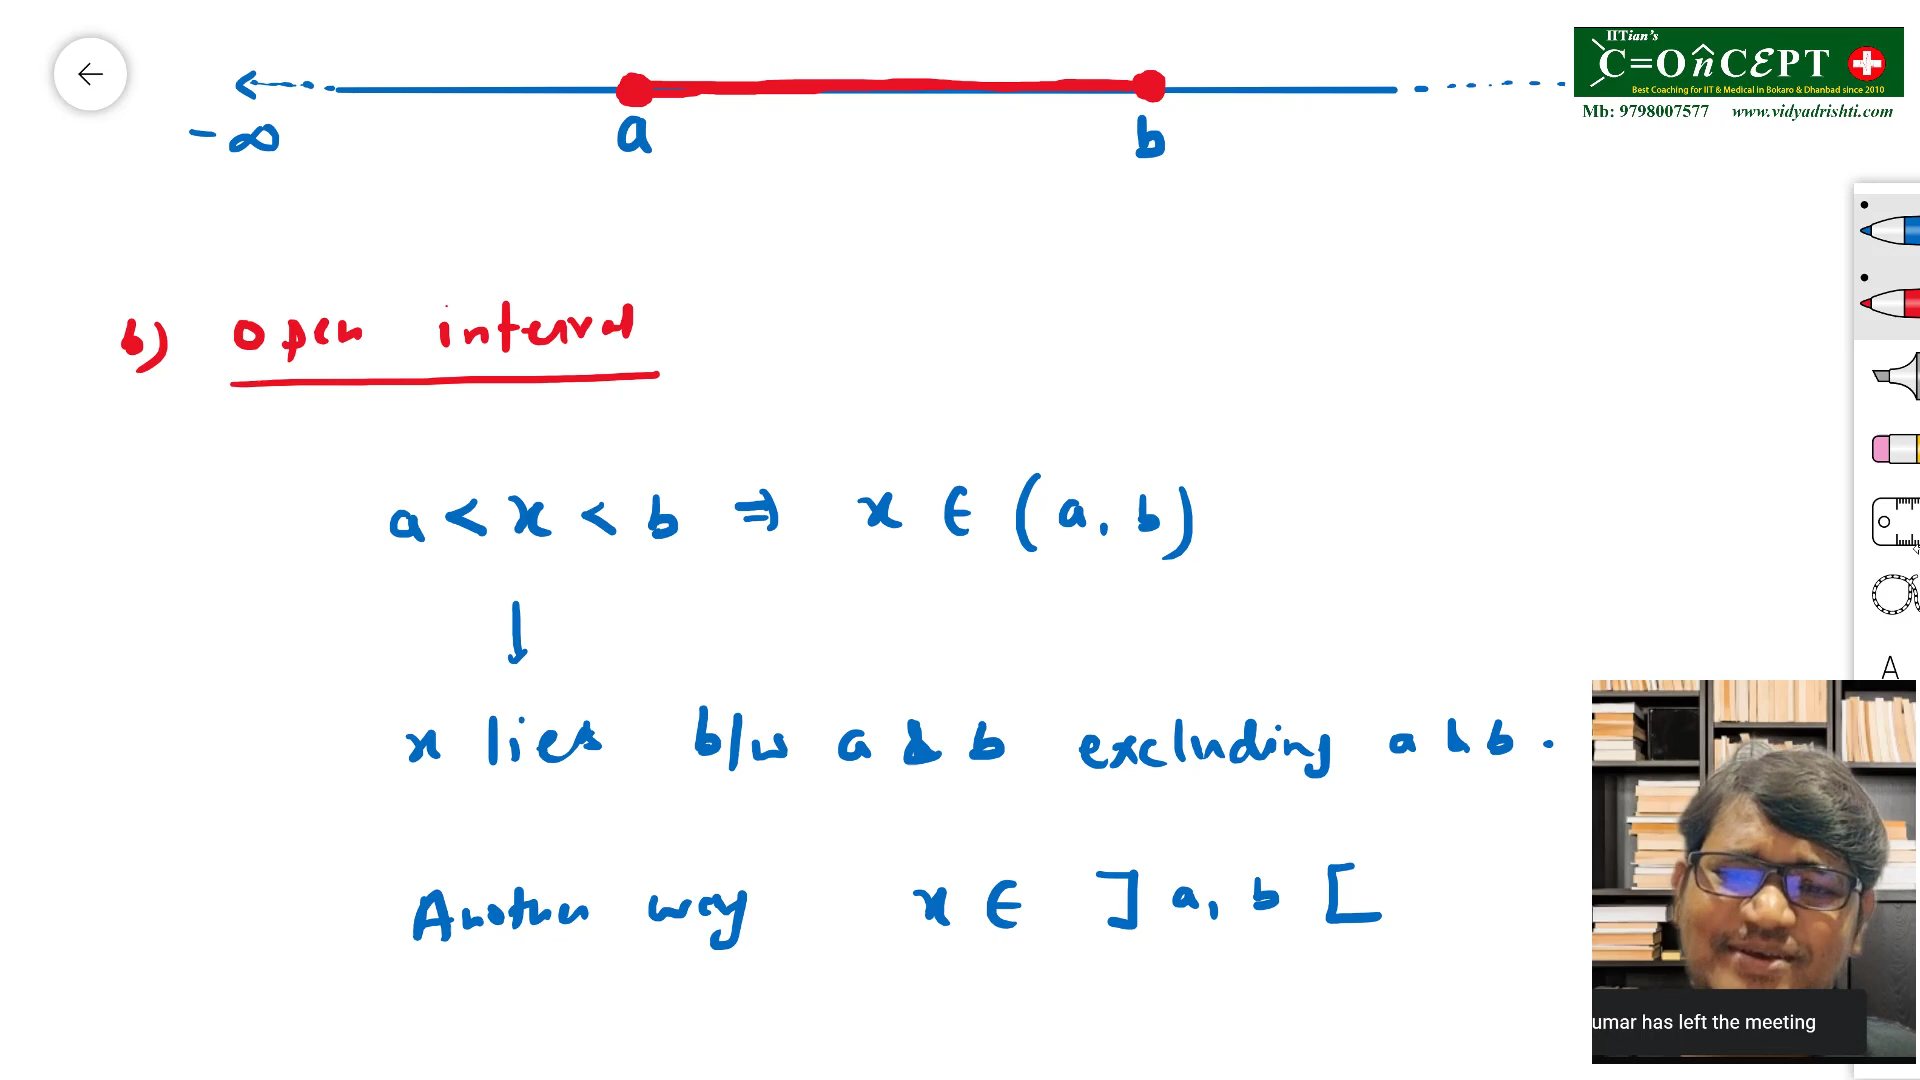 IITian's
C=OnCEPT
Best Coaching for IIT & Medical in Bokaro & Dhanbad since 2010
Mb: 9798007577 www.vidyadrishti.com
- ∞ a b
b) Open interval
a < x < b ⇒ x ∈ (a, b)
↓
x lies b/w a & b excluding a & b.
Another way x ∈ ] a, b [
A
umar has left the meeting